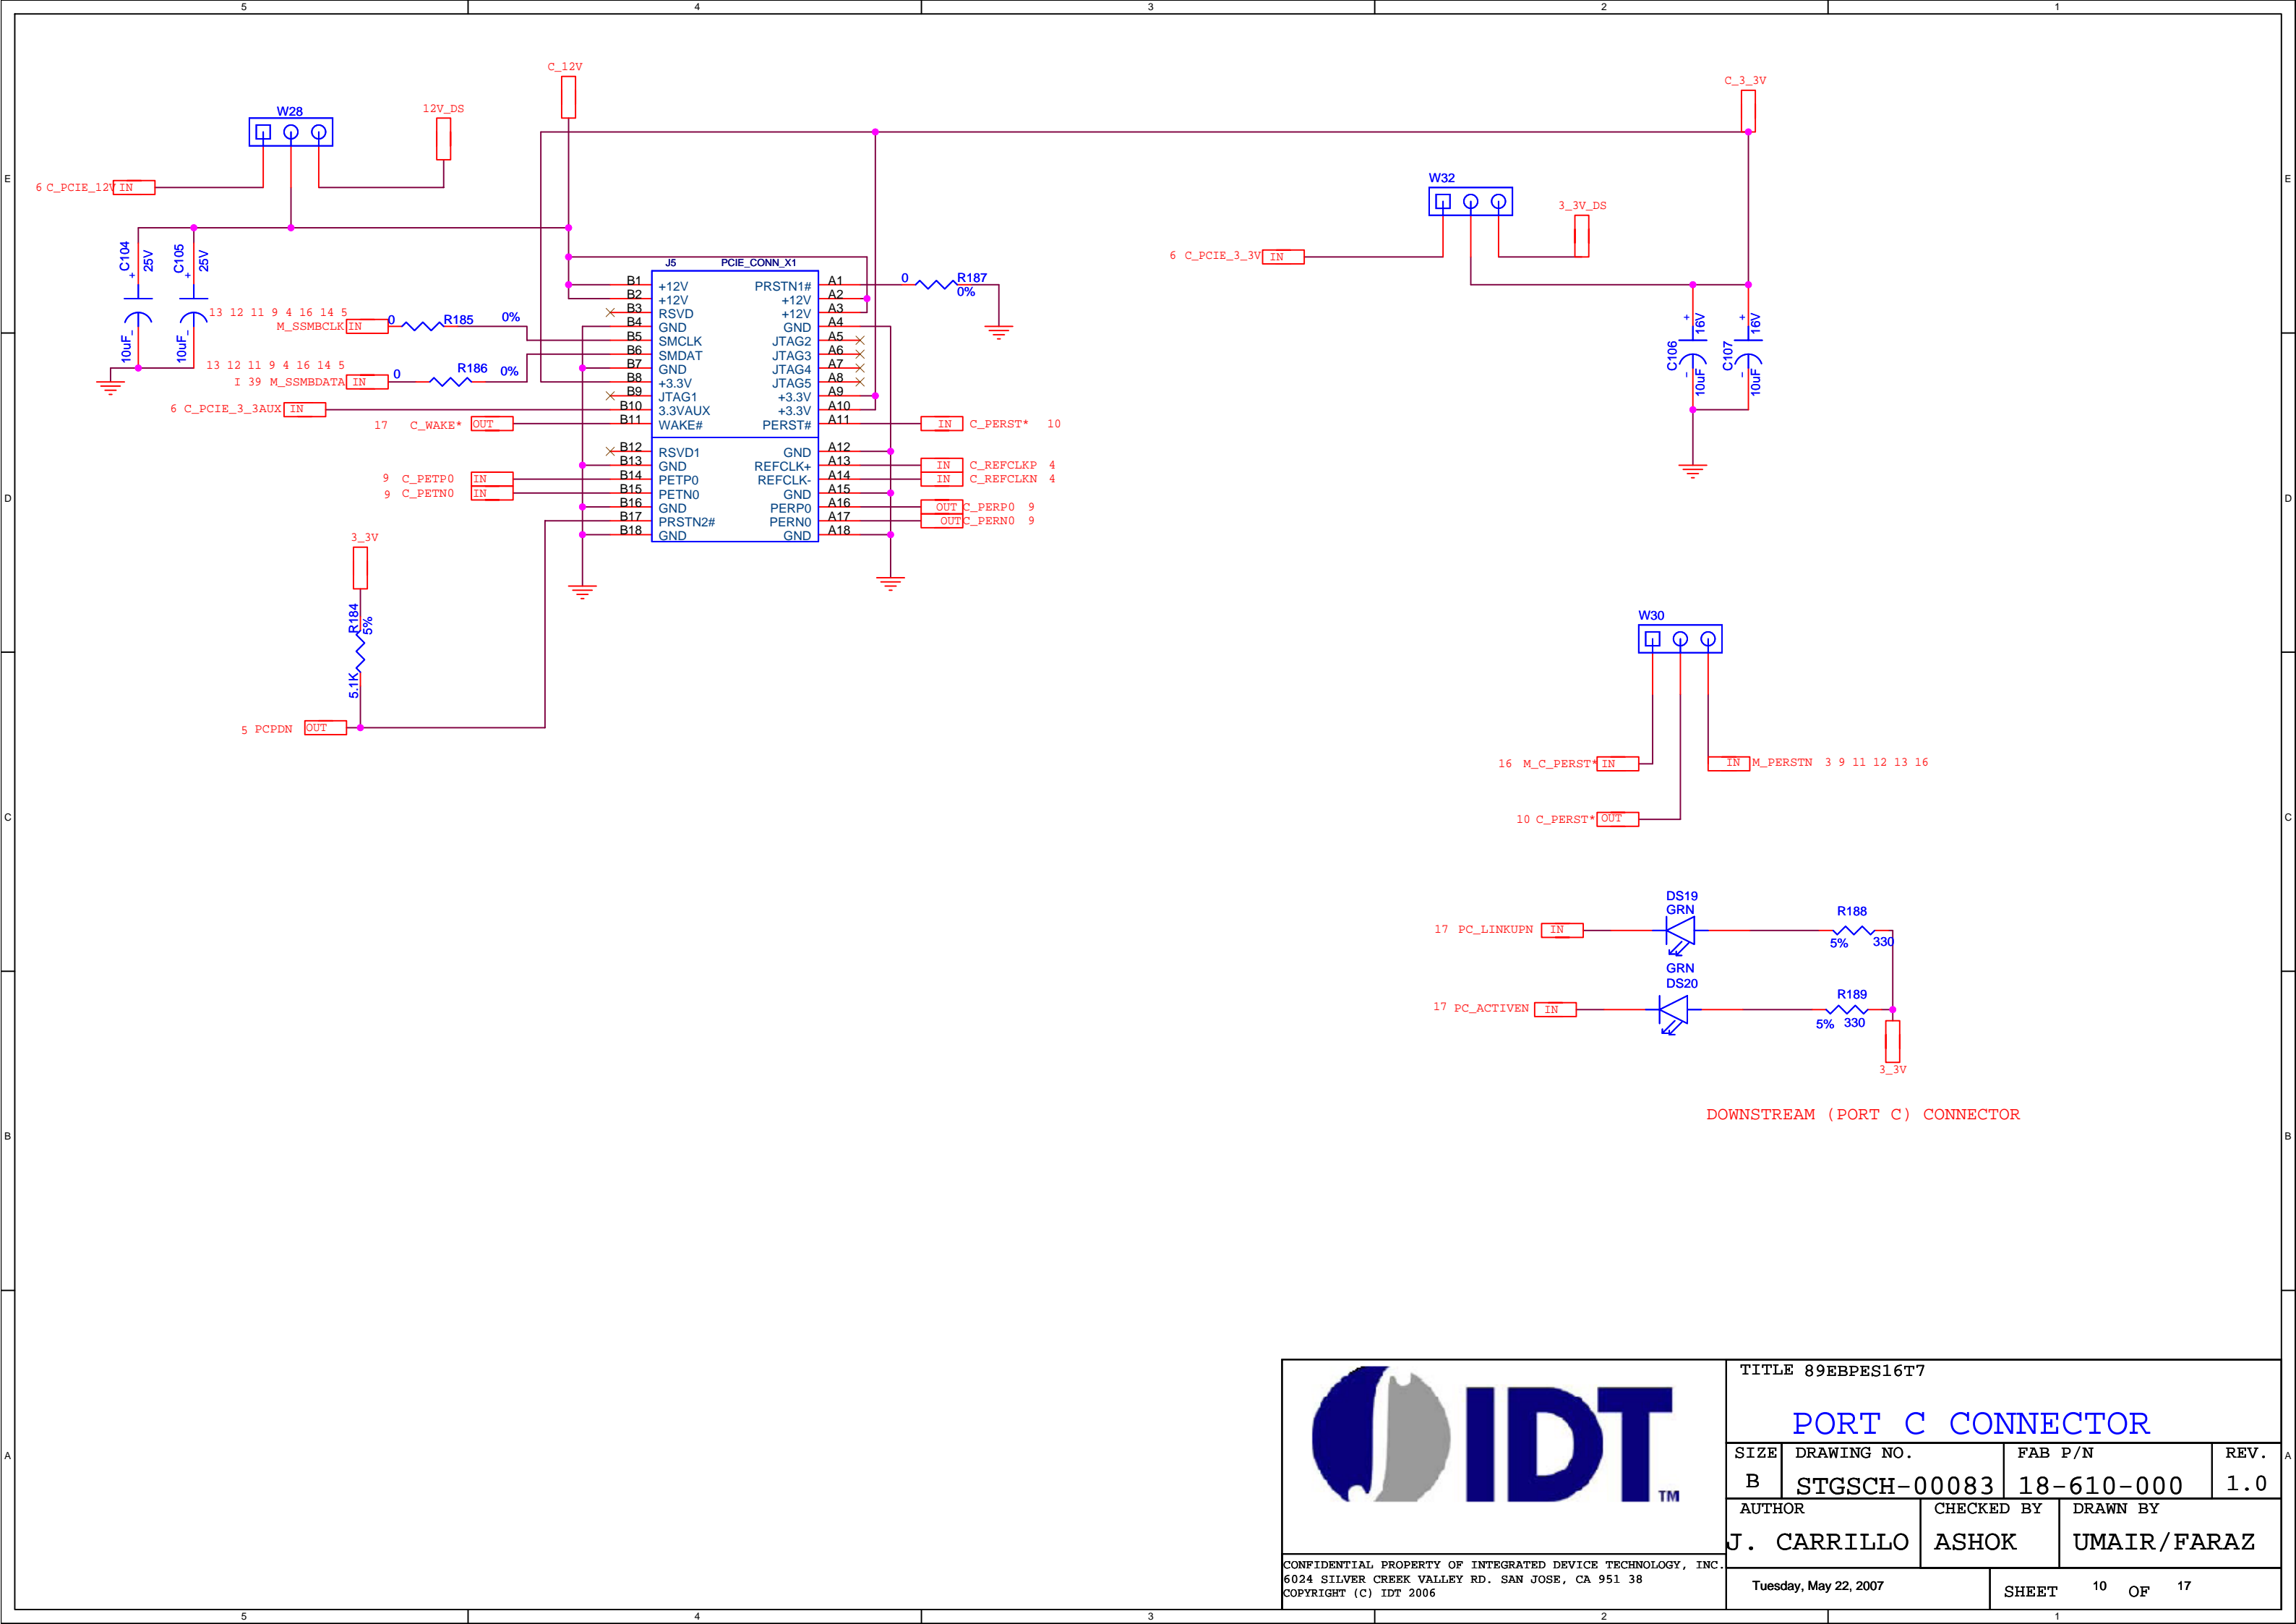 5 4 3 2 1
E E
D D
C C
B B
A A
W28
12V_DS
C_12V
C_3_3V
6 C_PCIE_12V IN
C104 25V + 10uF -
C105 25V + 10uF -
13 12 11 9 4 16 14 5
M_SSMBCLK IN 0 R185 0%
13 12 11 9 4 16 14 5
I 39 M_SSMBDATA IN 0 R186 0%
6 C_PCIE_3_3AUX IN
17 C_WAKE* OUT
9 C_PETP0 IN
9 C_PETN0 IN
J5 PCIE_CONN_X1
B1 +12V PRSTN1# A1
B2 +12V +12V A2
B3 RSVD +12V A3
B4 GND GND A4
B5 SMCLK JTAG2 A5
B6 SMDAT JTAG3 A6
B7 GND JTAG4 A7
B8 +3.3V JTAG5 A8
B9 JTAG1 +3.3V A9
B10 3.3VAUX +3.3V A10
B11 WAKE# PERST# A11
B12 RSVD1 GND A12
B13 GND REFCLK+ A13
B14 PETP0 REFCLK- A14
B15 PETN0 GND A15
B16 GND PERP0 A16
B17 PRSTN2# PERN0 A17
B18 GND GND A18
0 R187
0%
IN C_PERST* 10
IN C_REFCLKP 4
IN C_REFCLKN 4
OUT C_PERP0 9
OUT C_PERN0 9
3_3V
R184 5%
5.1K
5 PCPDN OUT
W32
3_3V_DS
6 C_PCIE_3_3V IN
C106 16V + 10uF -
C107 16V + 10uF -
W30
16 M_C_PERST* IN
IN M_PERSTN 3 9 11 12 13 16
10 C_PERST* OUT
DS19
GRN
R188
17 PC_LINKUPN IN
5% 330
GRN
DS20
R189
17 PC_ACTIVEN IN
5% 330
3_3V
DOWNSTREAM (PORT C) CONNECTOR
IDT TM
CONFIDENTIAL PROPERTY OF INTEGRATED DEVICE TECHNOLOGY, INC.
6024 SILVER CREEK VALLEY RD. SAN JOSE, CA 951 38
COPYRIGHT (C) IDT 2006
TITLE 89EBPES16T7
PORT C CONNECTOR
SIZE DRAWING NO. FAB P/N REV.
B STGSCH-00083 18-610-000 1.0
AUTHOR CHECKED BY DRAWN BY
J. CARRILLO ASHOK UMAIR/FARAZ
Tuesday, May 22, 2007 SHEET 10 OF 17
5 4 3 2 1